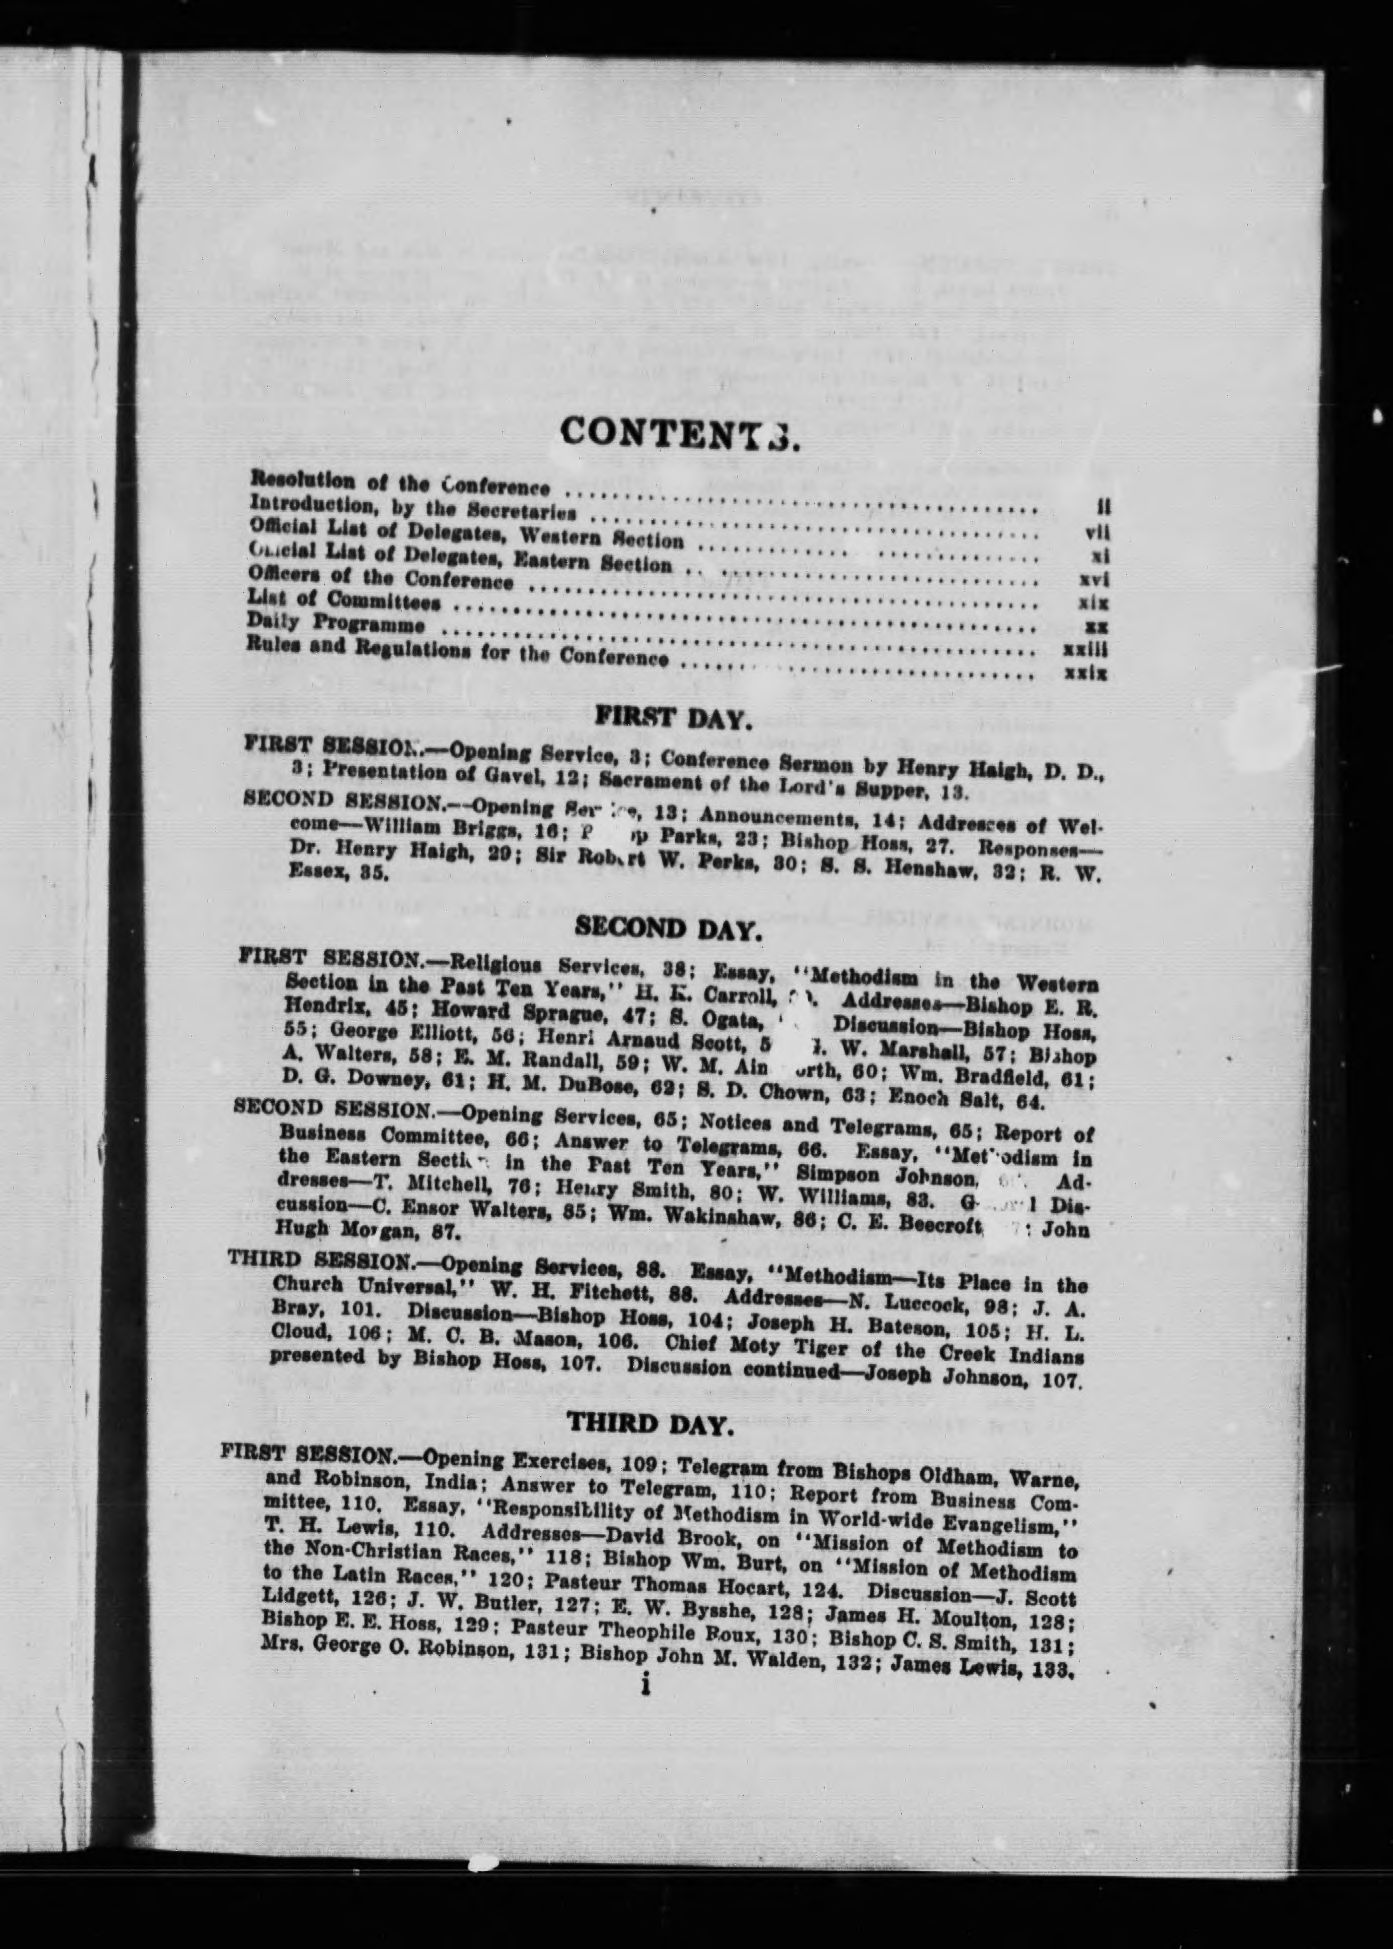 CONTENTS.
Resolution of the Conference ........................................ ii
Introduction, by the Secretaries ........................................ vii
Official List of Delegates, Western Section .............................. xi
Official List of Delegates, Eastern Section .............................. xvi
Officers of the Conference ........................................ xix
List of Committees ........................................ xx
Daily Programme ........................................ xxiii
Rules and Regulations for the Conference .............................. xxix
FIRST DAY.
FIRST SESSION.—Opening Service, 3; Conference Sermon by Henry Haigh, D. D.,
3; Presentation of Gavel, 12; Sacrament of the Lord's Supper, 13.
SECOND SESSION.—Opening Service, 13; Announcements, 14; Addresses of Wel-
come—William Briggs, 16; Parks, 23; Bishop Hoss, 27. Responses—
Dr. Henry Haigh, 29; Sir Robert W. Perks, 30; S. S. Henshaw, 32; R. W.
Essex, 35.
SECOND DAY.
FIRST SESSION.—Religious Services, 38; Essay, "Methodism in the Western
Section in the Past Ten Years," H. K. Carroll, Addresses—Bishop E. R.
Hendrix, 45; Howard Sprague, 47; S. Ogata, Discussion—Bishop Hoss,
55; George Elliott, 56; Henri Arnaud Scott, W. Marshall, 57; Bishop
A. Walters, 58; E. M. Randall, 59; W. M. 60; Wm. Bradfield, 61;
D. G. Downey, 61; H. M. DuBose, 62; S. D. Chown, 63; Enoch Salt, 64.
SECOND SESSION.—Opening Services, 65; Notices and Telegrams, 65; Report of
Business Committee, 66; Answer to Telegrams, 66. Essay, "Methodism in
the Eastern Section in the Past Ten Years," Simpson Johnson, Ad-
dresses—T. Mitchell, 76; Henry Smith, 80; W. Williams, 83. Dis-
cussion—C. Ensor Walters, 85; Wm. Wakinshaw, 86; C. E. Beecroft John
Hugh Morgan, 87.
THIRD SESSION.—Opening Services, 88. Essay, "Methodism—Its Place in the
Church Universal," W. H. Fitchett, 88. Addresses—N. Luccock, 98; J. A.
Bray, 101. Discussion—Bishop Hoss, 104; Joseph H. Bateson, 105; H. L.
Cloud, 106; M. C. B. Mason, 106. Chief Moty Tiger of the Creek Indians
presented by Bishop Hoss, 107. Discussion continued—Joseph Johnson, 107.
THIRD DAY.
FIRST SESSION.—Opening Exercises, 109; Telegram from Bishops Oldham, Warne,
and Robinson, India; Answer to Telegram, 110; Report from Business Com-
mittee, 110. Essay, "Responsibility of Methodism in World-wide Evangelism,"
T. H. Lewis, 110. Addresses—David Brook, on "Mission of Methodism to
the Non-Christian Races," 118; Bishop Wm. Burt, on "Mission of Methodism
to the Latin Races," 120; Pasteur Thomas Hocart, 124. Discussion—J. Scott
Lidgett, 126; J. W. Butler, 127; E. W. Bysshe, 128; James H. Moulton, 128;
Bishop E. E. Hoss, 129; Pasteur Theophile Roux, 130; Bishop C. S. Smith, 131;
Mrs. George O. Robinson, 131; Bishop John M. Walden, 132; James Lewis, 133.
i